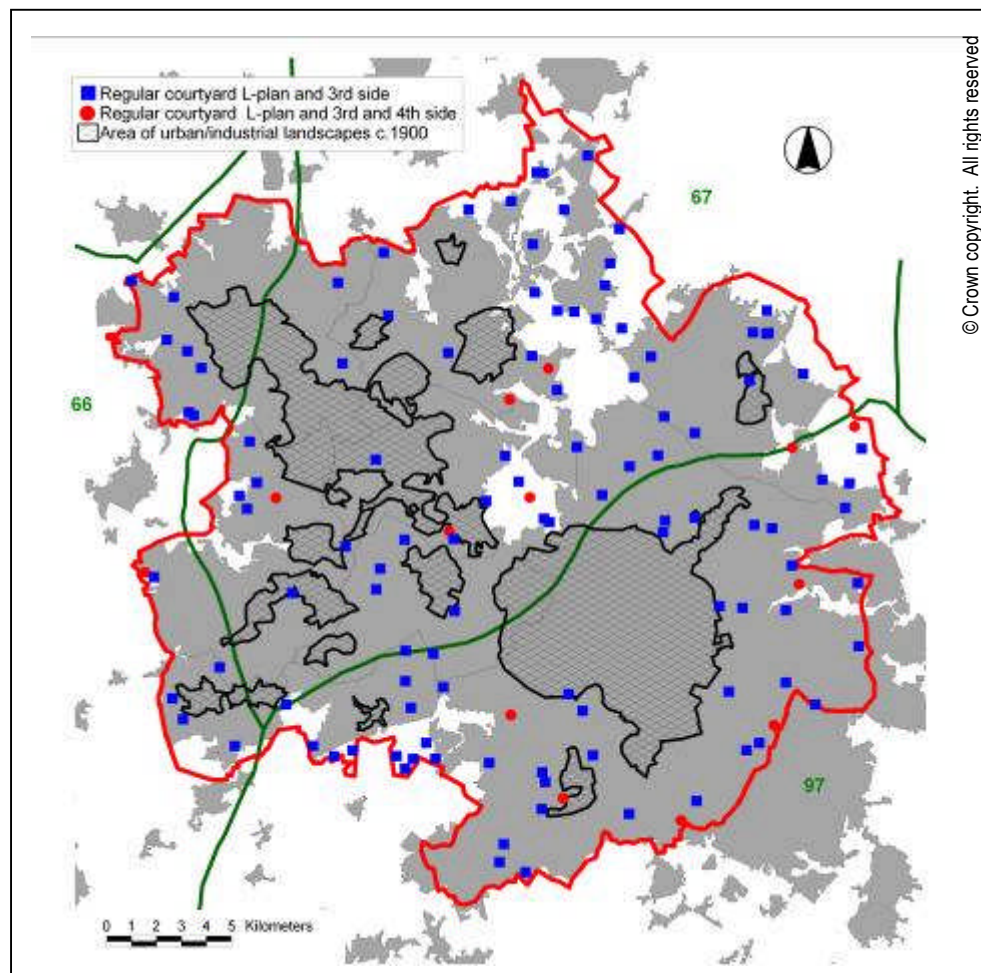 Regular courtyard L-plan and 3rd side
Regular courtyard L-plan and 3rd and 4th side
Area of urban/industrial landscapes c.1900
67
66
97
0 1 2 3 4 5 Kilometers
© Crown copyright. All rights reserved